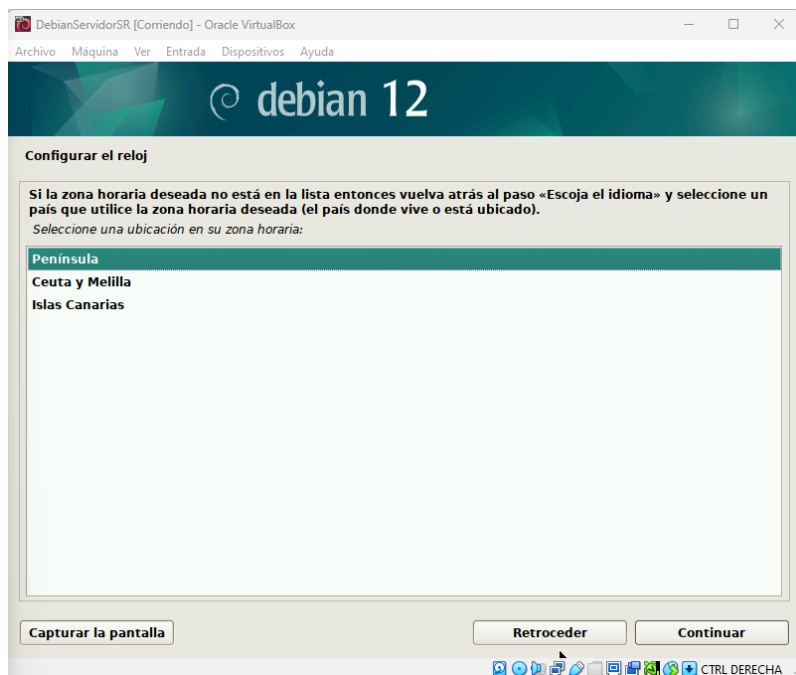 DebianServidorSR [Corriendo] - Oracle VirtualBox
Archivo Máquina Ver Entrada Dispositivos Ayuda
debian 12
Configurar el reloj
Si la zona horaria deseada no está en la lista entonces vuelva atrás al paso «Escoja el idioma» y seleccione un
país que utilice la zona horaria deseada (el país donde vive o está ubicado).
Seleccione una ubicación en su zona horaria:
Península
Ceuta y Melilla
Islas Canarias
Capturar la pantalla Retroceder Continuar
CTRL DERECHA